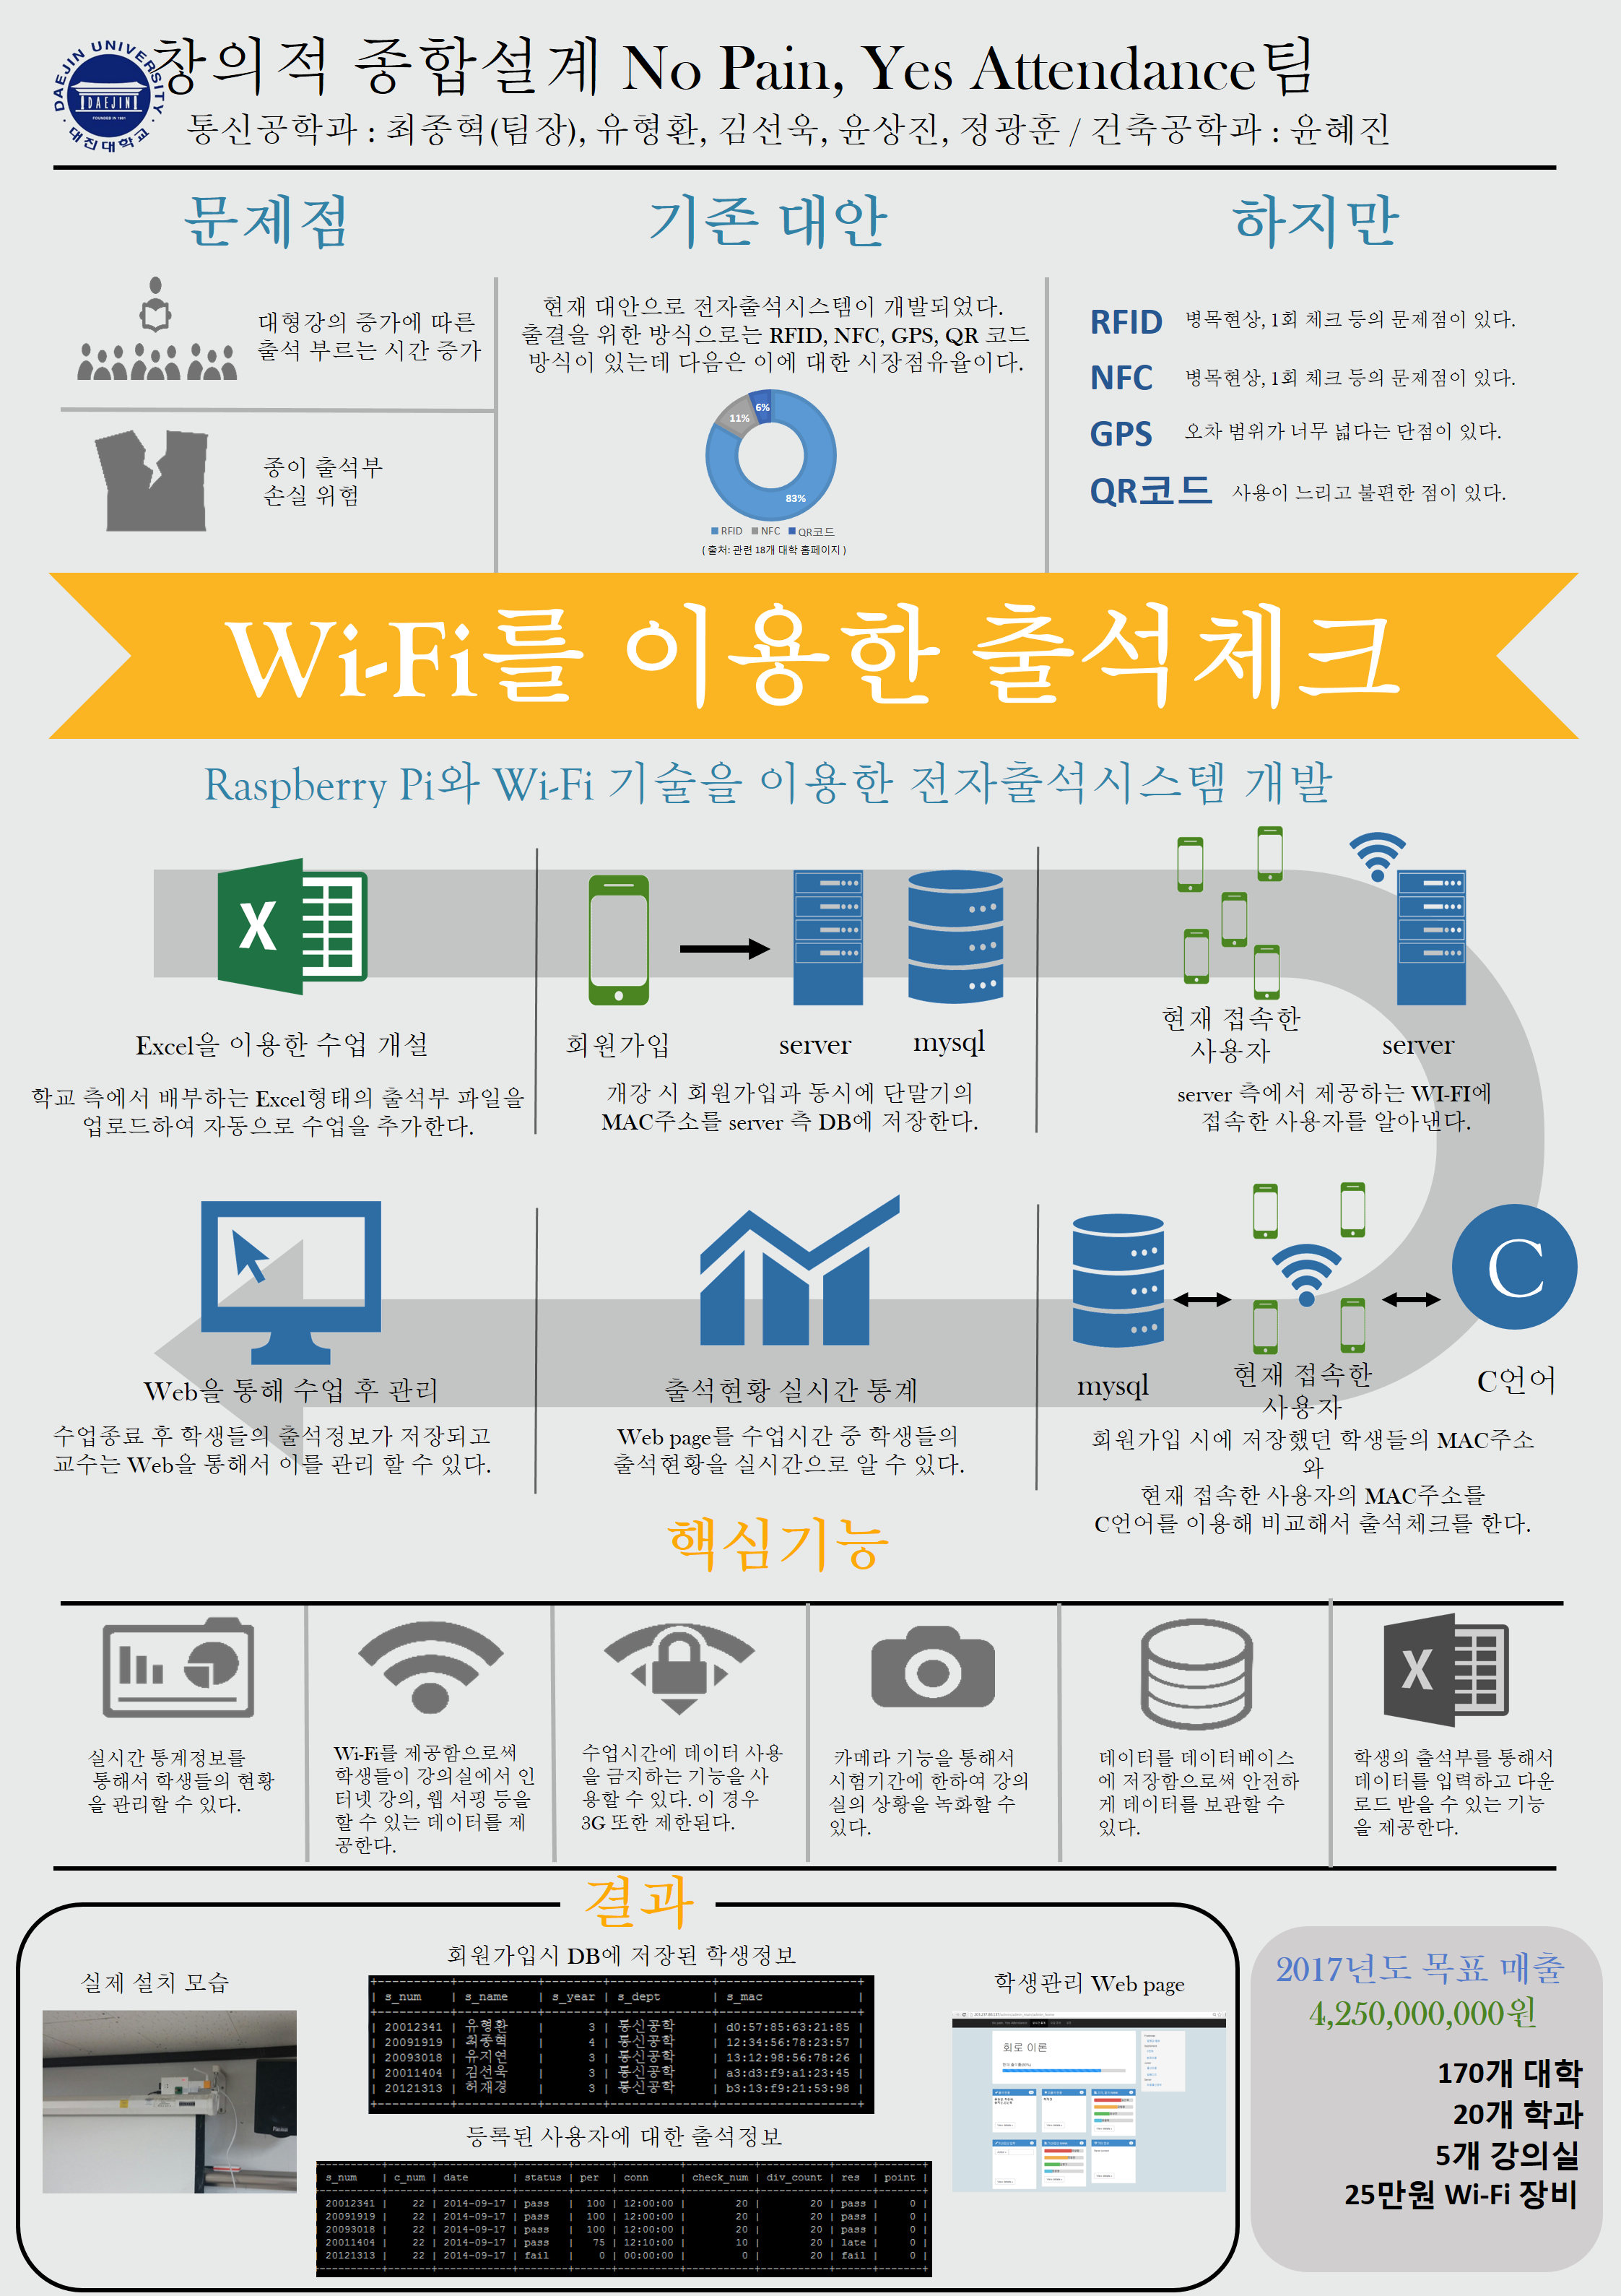 DAEJIN UNIVERSITY
DAEJIN
대진대학교
창의적 종합설계 No Pain, Yes Attendance팀
통신공학과 : 최종혁(팀장), 유형환, 김선욱, 윤상진, 정광훈 / 건축공학과 : 윤혜진
문제점
대형강의 증가에 따른
출석 부르는 시간 증가
종이 출석부
손실 위험
기존 대안
현재 대안으로 전자출석시스템이 개발되었다.
출결을 위한 방식으로는 RFID, NFC, GPS, QR 코드
방식이 있는데 다음은 이에 대한 시장점유율이다.
6%
11%
83%
RFID NFC QR코드
( 출처: 관련 18개 대학 홈페이지 )
하지만
RFID 병목현상, 1회 체크 등의 문제점이 있다.
NFC 병목현상, 1회 체크 등의 문제점이 있다.
GPS 오차 범위가 너무 넓다는 단점이 있다.
QR코드 사용이 느리고 불편한 점이 있다.
Wi-Fi를 이용한 출석체크
Raspberry Pi와 Wi-Fi 기술을 이용한 전자출석시스템 개발
X
Excel을 이용한 수업 개설
학교 측에서 배부하는 Excel형태의 출석부 파일을
업로드하여 자동으로 수업을 추가한다.
회원가입 server mysql
개강 시 회원가입과 동시에 단말기의
MAC주소를 server 측 DB에 저장한다.
현재 접속한
사용자
server
server 측에서 제공하는 WI-FI에
접속한 사용자를 알아낸다.
Web을 통해 수업 후 관리
수업종료 후 학생들의 출석정보가 저장되고
교수는 Web을 통해서 이를 관리 할 수 있다.
출석현황 실시간 통계
Web page를 수업시간 중 학생들의
출석현황을 실시간으로 알 수 있다.
C
mysql
현재 접속한
사용자
C언어
회원가입 시에 저장했던 학생들의 MAC주소
와
현재 접속한 사용자의 MAC주소를
C언어를 이용해 비교해서 출석체크를 한다.
핵심기능
실시간 통계정보를
통해서 학생들의 현황
을 관리할 수 있다.
Wi-Fi를 제공함으로써
학생들이 강의실에서 인
터넷 강의, 웹 서핑 등을
할 수 있는 데이터를 제
공한다.
수업시간에 데이터 사용
을 금지하는 기능을 사
용할 수 있다. 이 경우
3G 또한 제한된다.
카메라 기능을 통해서
시험기간에 한하여 강의
실의 상황을 녹화할 수
있다.
데이터를 데이터베이스
에 저장함으로써 안전하
게 데이터를 보관할 수
있다.
X
학생의 출석부를 통해서
데이터를 입력하고 다운
로드 받을 수 있는 기능
을 제공한다.
결과
실제 설치 모습
회원가입시 DB에 저장된 학생정보
| s_num | s_name | s_year | s_dept | s_mac |
| 20012341 | 유형환 | 3 | 통신공학 | d0:57:85:63:21:85 |
| 20091919 | 최종혁 | 4 | 통신공학 | 12:34:56:78:23:57 |
| 20093018 | 유지연 | 3 | 통신공학 | 13:12:98:56:78:26 |
| 20011404 | 김선욱 | 3 | 통신공학 | a3:d3:f9:a1:23:45 |
| 20121313 | 허재경 | 3 | 통신공학 | b3:13:f9:21:53:98 |
등록된 사용자에 대한 출석정보
| s_num | c_num | date | status | per | conn | check_num | div_count | res | point |
| 20012341 | 22 | 2014-09-17 | pass | 100 | 12:00:00 | 20 | 20 | pass | 0 |
| 20091919 | 22 | 2014-09-17 | pass | 100 | 12:00:00 | 20 | 20 | pass | 0 |
| 20093018 | 22 | 2014-09-17 | pass | 100 | 12:00:00 | 20 | 20 | pass | 0 |
| 20011404 | 22 | 2014-09-17 | pass | 75 | 12:10:00 | 10 | 20 | late | 0 |
| 20121313 | 22 | 2014-09-17 | fail | 0 | 00:00:00 | 0 | 20 | fail | 0 |
학생관리 Web page
회로 이론
2017년도 목표 매출
4,250,000,000원
170개 대학
20개 학과
5개 강의실
25만원 Wi-Fi 장비